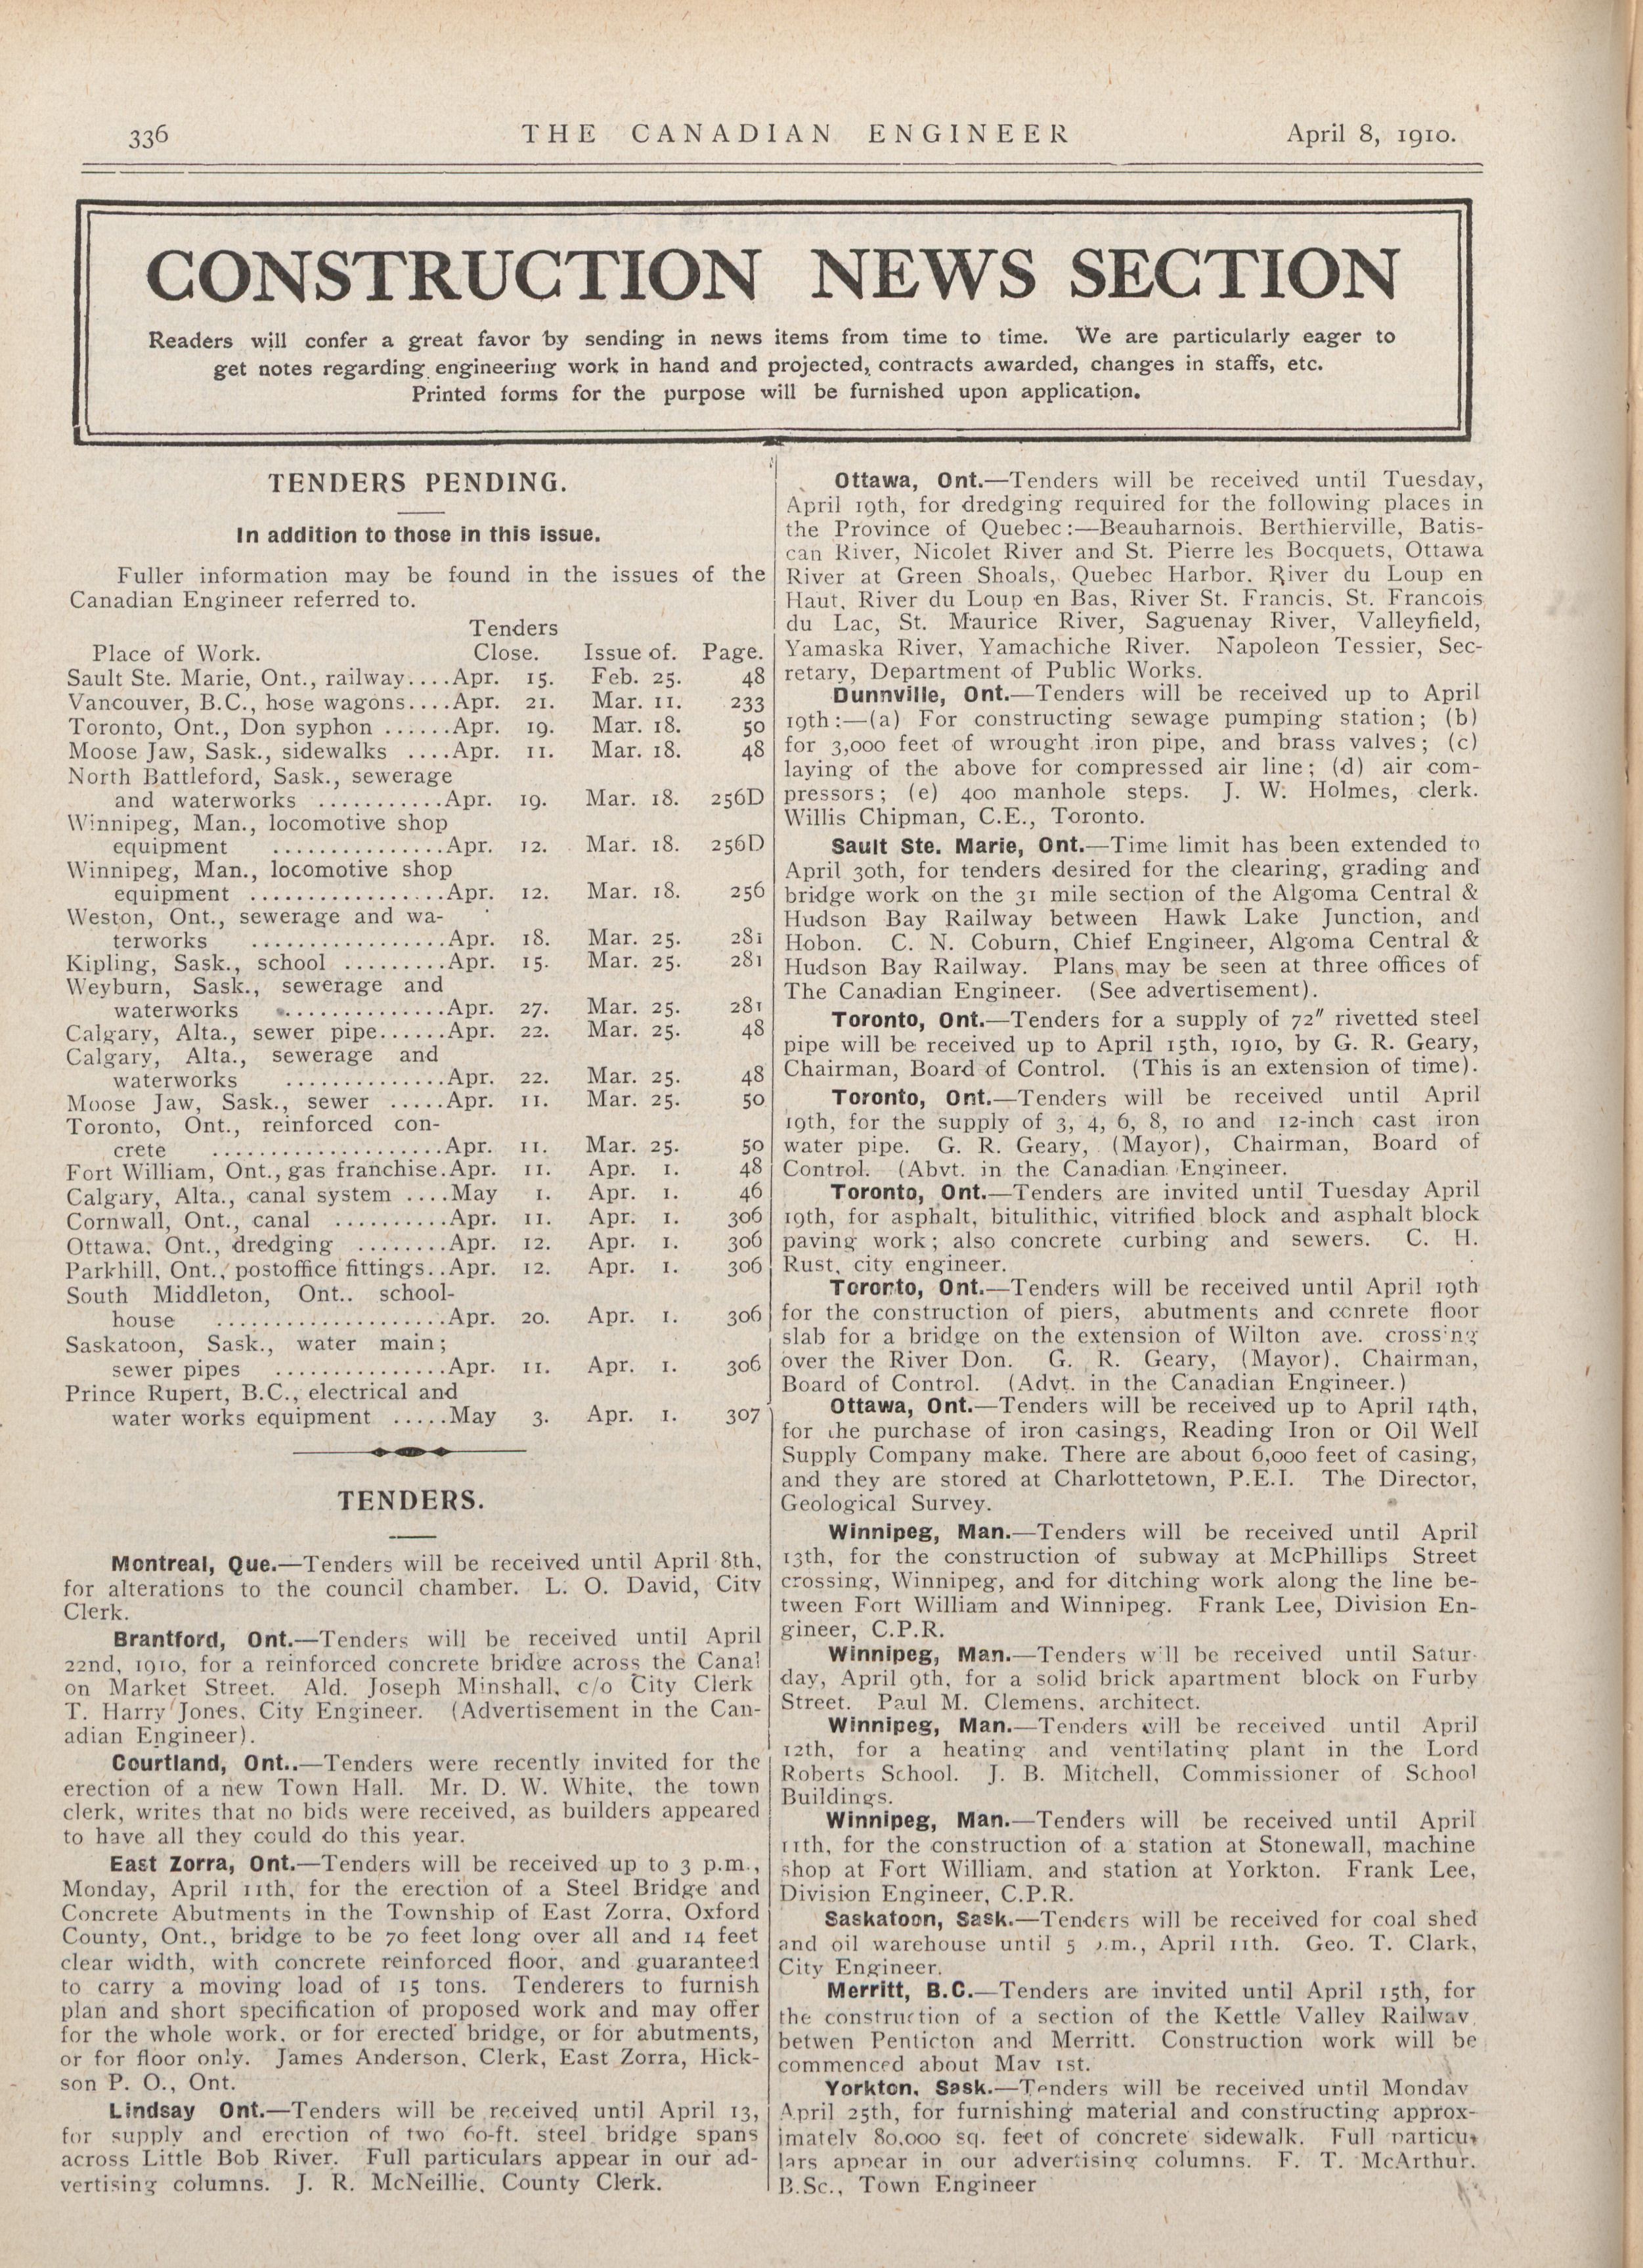 336
THE CANADIAN ENGINEER
April 8, 1910.
CONSTRUCTION NEWS SECTION
Readers will confer a great favor by sending in news items from time to time. We are particularly eager to
get notes regarding engineering work in hand and projected, contracts awarded, changes in staffs, etc.
Printed forms for the purpose will be furnished upon application.
TENDERS PENDING.
In addition to those in this issue.
Fuller information may be found in the issues of the
Canadian Engineer referred to.
Tenders
Place of Work. Close. Issue of. Page.
Sault Ste. Marie, Ont., railway....Apr. 15. Feb. 25. 48
Vancouver, B.C., hose wagons....Apr. 21. Mar. 11. 233
Toronto, Ont., Don syphon ......Apr. 19. Mar. 18. 50
Moose Jaw, Sask., sidewalks ....Apr. 11. Mar. 18. 48
North Battleford, Sask., sewerage
and waterworks ...........Apr. 19. Mar. 18. 256D
Winnipeg, Man., locomotive shop
equipment ...............Apr. 12. Mar. 18. 256D
Winnipeg, Man., locomotive shop
equipment .................Apr. 12. Mar. 18. 256
Weston, Ont., sewerage and wa-
terworks .................Apr. 18. Mar. 25. 281
Kipling, Sask., school .........Apr. 15. Mar. 25. 281
Weyburn, Sask., sewerage and
waterworks ...............Apr. 27. Mar. 25. 281
Calgary, Alta., sewer pipe......Apr. 22. Mar. 25. 48
Calgary, Alta., sewerage and
waterworks ..............Apr. 22. Mar. 25. 48
Moose Jaw, Sask., sewer .....Apr. 11. Mar. 25. 50
Toronto, Ont., reinforced con-
crete ....................Apr. 11. Mar. 25. 50
Fort William, Ont., gas franchise.Apr. 11. Apr. 1. 48
Calgary, Alta., canal system ....May 1. Apr. 1. 46
Cornwall, Ont., canal ..........Apr. 11. Apr. 1. 306
Ottawa, Ont., dredging ........Apr. 12. Apr. 1. 306
Parkhill, Ont., postoffice fittings..Apr. 12. Apr. 1. 306
South Middleton, Ont.. school-
house ....................Apr. 20. Apr. 1. 306
Saskatoon, Sask., water main;
sewer pipes ...............Apr. 11. Apr. 1. 306
Prince Rupert, B.C., electrical and
water works equipment .....May 3. Apr. 1. 307
TENDERS.
Montreal, Que.—Tenders will be received until April 8th,
for alterations to the council chamber. L. O. David, City
Clerk.
Brantford, Ont.—Tenders will be received until April
22nd, 1910, for a reinforced concrete bridge across the Canal
on Market Street. Ald. Joseph Minshall, c/o City Clerk
T. Harry Jones, City Engineer. (Advertisement in the Can-
adian Engineer).
Courtland, Ont..—Tenders were recently invited for the
erection of a new Town Hall. Mr. D. W. White, the town
clerk, writes that no bids were received, as builders appeared
to have all they could do this year.
East Zorra, Ont.—Tenders will be received up to 3 p.m.,
Monday, April 11th, for the erection of a Steel Bridge and
Concrete Abutments in the Township of East Zorra, Oxford
County, Ont., bridge to be 70 feet long over all and 14 feet
clear width, with concrete reinforced floor, and guaranteed
to carry a moving load of 15 tons. Tenderers to furnish
plan and short specification of proposed work and may offer
for the whole work, or for erected bridge, or for abutments,
or for floor only. James Anderson, Clerk, East Zorra, Hick-
son P. O., Ont.
Lindsay Ont.—Tenders will be received until April 13,
for supply and erection of two 60-ft. steel bridge spans
across Little Bob River. Full particulars appear in our ad-
vertising columns. J. R. McNeillie, County Clerk.
Ottawa, Ont.—Tenders will be received until Tuesday,
April 19th, for dredging required for the following places in
the Province of Quebec:—Beauharnois, Berthierville, Batis-
can River, Nicolet River and St. Pierre les Bocquets, Ottawa
River at Green Shoals, Quebec Harbor, River du Loup en
Haut, River du Loup en Bas, River St. Francis, St. Francois
du Lac, St. Maurice River, Saguenay River, Valleyfield,
Yamaska River, Yamachiche River. Napoleon Tessier, Sec-
retary, Department of Public Works.
Dunnville, Ont.—Tenders will be received up to April
19th:—(a) For constructing sewage pumping station; (b)
for 3,000 feet of wrought iron pipe, and brass valves; (c)
laying of the above for compressed air line; (d) air com-
pressors; (e) 400 manhole steps. J. W. Holmes, clerk.
Willis Chipman, C.E., Toronto.
Sault Ste. Marie, Ont.—Time limit has been extended to
April 30th, for tenders desired for the clearing, grading and
bridge work on the 31 mile section of the Algoma Central &
Hudson Bay Railway between Hawk Lake Junction, and
Hobon. C. N. Coburn, Chief Engineer, Algoma Central &
Hudson Bay Railway. Plans may be seen at three offices of
The Canadian Engineer. (See advertisement).
Toronto, Ont.—Tenders for a supply of 72″ rivetted steel
pipe will be received up to April 15th, 1910, by G. R. Geary,
Chairman, Board of Control. (This is an extension of time).
Toronto, Ont.—Tenders will be received until April
19th, for the supply of 3, 4, 6, 8, 10 and 12-inch cast iron
water pipe. G. R. Geary, (Mayor), Chairman, Board of
Control. (Abvt. in the Canadian Engineer.
Toronto, Ont.—Tenders are invited until Tuesday April
19th, for asphalt, bitulithic, vitrified block and asphalt block
paving work; also concrete curbing and sewers. C. H.
Rust, city engineer.
Toronto, Ont.—Tenders will be received until April 19th
for the construction of piers, abutments and conrete floor
slab for a bridge on the extension of Wilton ave. crossing
over the River Don. G. R. Geary, (Mayor), Chairman,
Board of Control. (Advt. in the Canadian Engineer.)
Ottawa, Ont.—Tenders will be received up to April 14th,
for the purchase of iron casings, Reading Iron or Oil Well
Supply Company make. There are about 6,000 feet of casing,
and they are stored at Charlottetown, P.E.I. The Director,
Geological Survey.
Winnipeg, Man.—Tenders will be received until April
13th, for the construction of subway at McPhillips Street
crossing, Winnipeg, and for ditching work along the line be-
tween Fort William and Winnipeg. Frank Lee, Division En-
gineer, C.P.R.
Winnipeg, Man.—Tenders will be received until Satur-
day, April 9th, for a solid brick apartment block on Furby
Street. Paul M. Clemens, architect.
Winnipeg, Man.—Tenders will be received until April
12th, for a heating and ventilating plant in the Lord
Roberts School. J. B. Mitchell, Commissioner of School
Buildings.
Winnipeg, Man.—Tenders will be received until April
11th, for the construction of a station at Stonewall, machine
shop at Fort William, and station at Yorkton. Frank Lee,
Division Engineer, C.P.R.
Saskatoon, Sask.—Tenders will be received for coal shed
and oil warehouse until 5 p.m., April 11th. Geo. T. Clark,
City Engineer.
Merritt, B.C.—Tenders are invited until April 15th, for
the construction of a section of the Kettle Valley Railway
betwen Penticton and Merritt. Construction work will be
commenced about May 1st.
Yorkton, Sask.—Tenders will be received until Monday
April 25th, for furnishing material and constructing approx-
imately 80,000 sq. feet of concrete sidewalk. Full particu-
lars appear in our advertising columns. F. T. McArthur,
B.Sc., Town Engineer